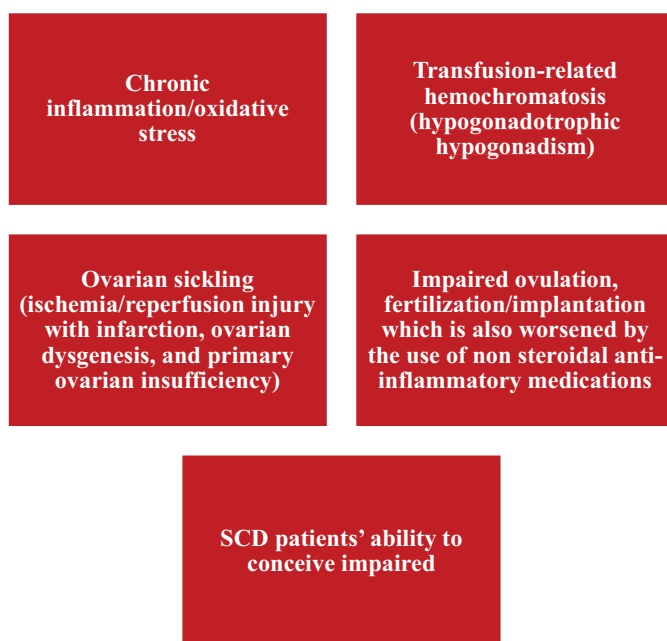 Chronic
inflammation/oxidative
stress
Transfusion-related
hemochromatosis
(hypogonadotrophic
hypogonadism)
Ovarian sickling
(ischemia/reperfusion injury
with infarction, ovarian
dysgenesis, and primary
ovarian insufficiency)
Impaired ovulation,
fertilization/implantation
which is also worsened by
the use of non steroidal anti-
inflammatory medications
SCD patients’ ability to
conceive impaired